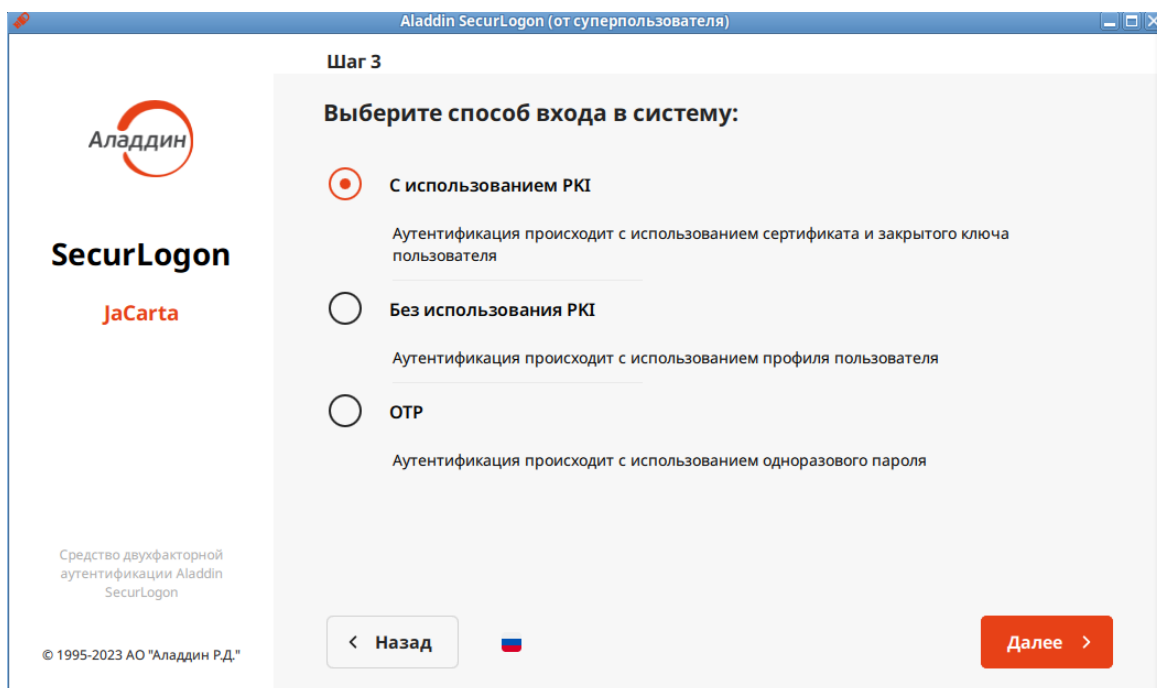 Aladdin SecurLogon (от суперпользователя)
Шаг 3
Аладдин
SecurLogon
JaCarta
Выберите способ входа в систему:
С использованием PKI
Аутентификация происходит с использованием сертификата и закрытого ключа
пользователя
Без использования PKI
Аутентификация происходит с использованием профиля пользователя
OTP
Аутентификация происходит с использованием одноразового пароля
Средство двухфакторной
аутентификации Aladdin
SecurLogon
© 1995-2023 АО "Аладдин Р.Д."
Назад
Далее